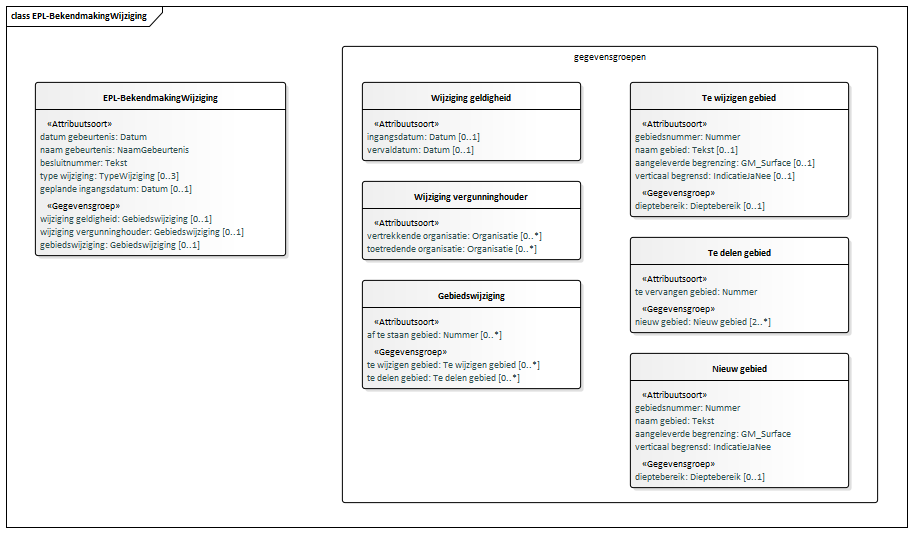 class EPL-BekendmakingWijziging
EPL-BekendmakingWijziging
«Attribuutsoort»
datum gebeurtenis: Datum
naam gebeurtenis: NaamGebeurtenis
besluitnummer: Tekst
type wijziging: TypeWijziging [0..3]
geplande ingangsdatum: Datum [0..1]
«Gegevensgroep»
wijziging geldigheid: Gebiedswijziging [0..1]
wijziging vergunninghouder: Gebiedswijziging [0..1]
gebiedswijziging: Gebiedswijziging [0..1]
gegevensgroepen
Wijziging geldigheid
«Attribuutsoort»
ingangsdatum: Datum [0..1]
vervaldatum: Datum [0..1]
Wijziging vergunninghouder
«Attribuutsoort»
vertrekkende organisatie: Organisatie [0..*]
toetredende organisatie: Organisatie [0..*]
Gebiedswijziging
«Attribuutsoort»
af te staan gebied: Nummer [0..*]
«Gegevensgroep»
te wijzigen gebied: Te wijzigen gebied [0..*]
te delen gebied: Te delen gebied [0..*]
Te wijzigen gebied
«Attribuutsoort»
gebiedsnummer: Nummer
naam gebied: Tekst [0..1]
aangeleverde begrenzing: GM_Surface [0..1]
verticaal begrensd: IndicatieJaNee [0..1]
«Gegevensgroep»
dieptebereik: Dieptebereik [0..1]
Te delen gebied
«Attribuutsoort»
te vervangen gebied: Nummer
«Gegevensgroep»
nieuw gebied: Nieuw gebied [2..*]
Nieuw gebied
«Attribuutsoort»
gebiedsnummer: Nummer
naam gebied: Tekst
aangeleverde begrenzing: GM_Surface
verticaal begrensd: IndicatieJaNee
«Gegevensgroep»
dieptebereik: Dieptebereik [0..1]